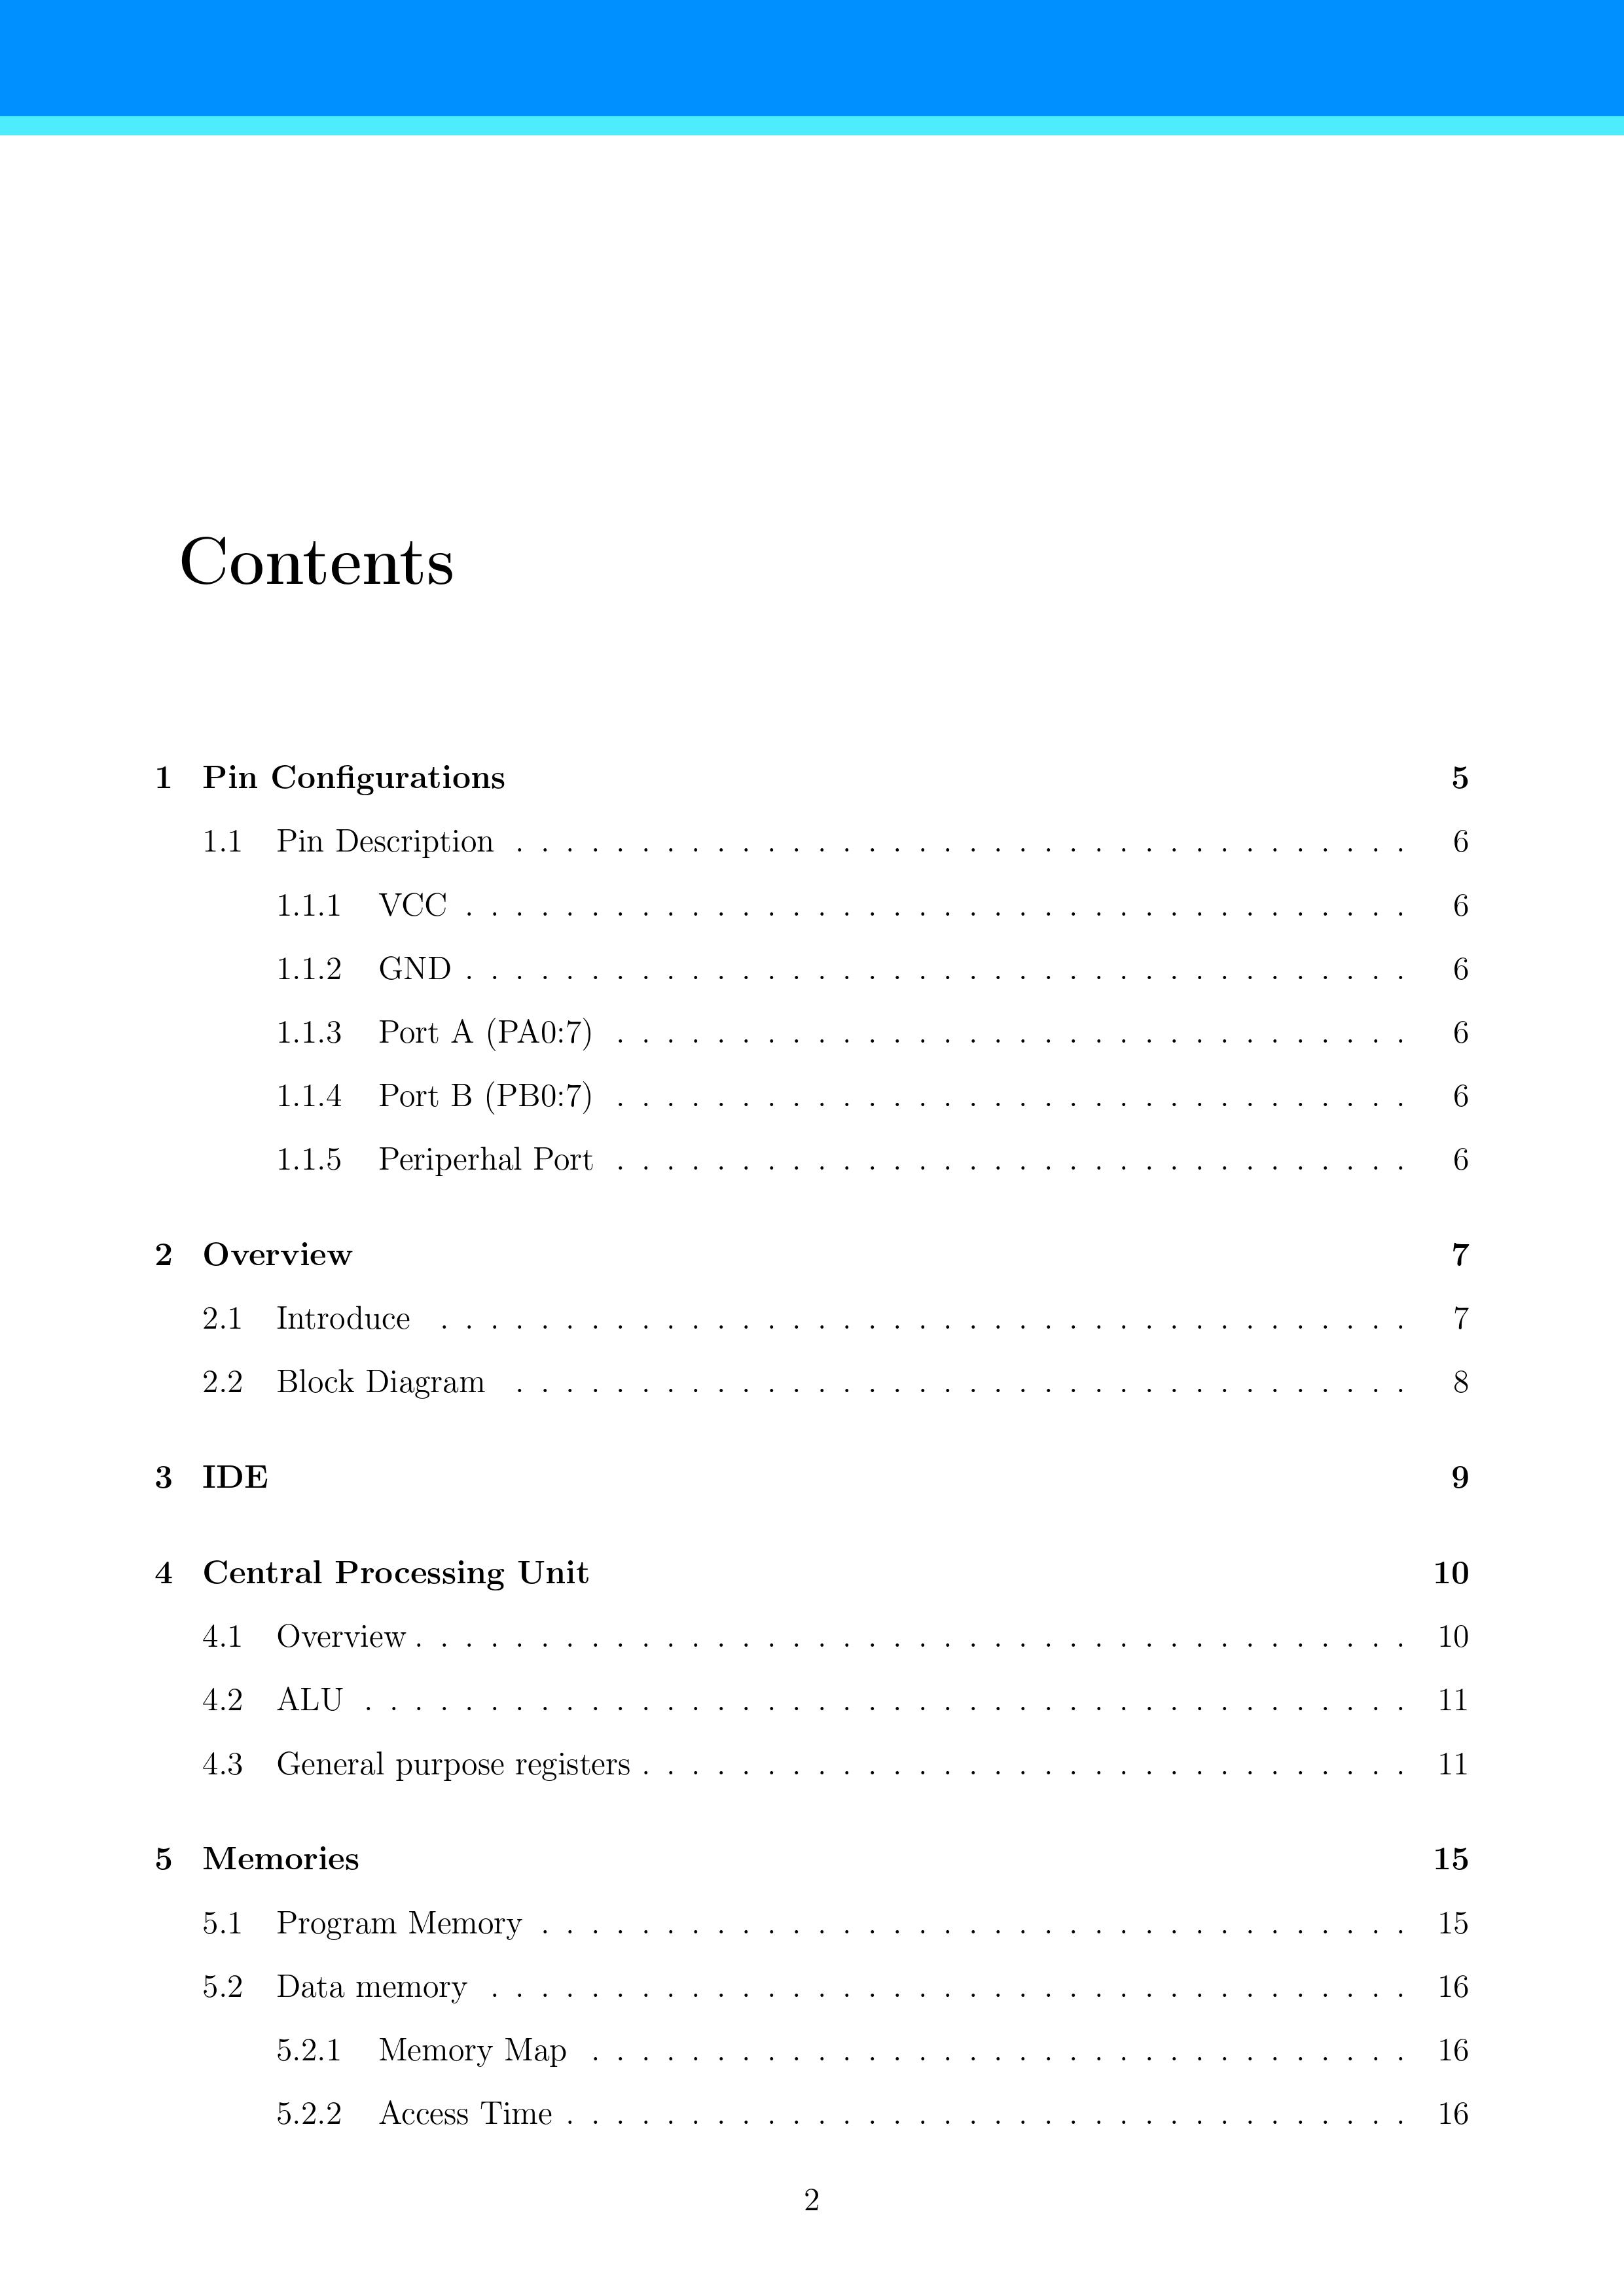 Contents
1 Pin Configurations 5
1.1 Pin Description . . . . . . . . . . . . . . . . . . . . . . . . . . . . . . . . . . . . 6
1.1.1 VCC . . . . . . . . . . . . . . . . . . . . . . . . . . . . . . . . . . . . . . 6
1.1.2 GND . . . . . . . . . . . . . . . . . . . . . . . . . . . . . . . . . . . . . . 6
1.1.3 Port A (PA0:7) . . . . . . . . . . . . . . . . . . . . . . . . . . . . . . . . 6
1.1.4 Port B (PB0:7) . . . . . . . . . . . . . . . . . . . . . . . . . . . . . . . . 6
1.1.5 Periperhal Port . . . . . . . . . . . . . . . . . . . . . . . . . . . . . . . . 6
2 Overview 7
2.1 Introduce . . . . . . . . . . . . . . . . . . . . . . . . . . . . . . . . . . . . . . . 7
2.2 Block Diagram . . . . . . . . . . . . . . . . . . . . . . . . . . . . . . . . . . . . 8
3 IDE 9
4 Central Processing Unit 10
4.1 Overview . . . . . . . . . . . . . . . . . . . . . . . . . . . . . . . . . . . . . . . . 10
4.2 ALU . . . . . . . . . . . . . . . . . . . . . . . . . . . . . . . . . . . . . . . . . . 11
4.3 General purpose registers . . . . . . . . . . . . . . . . . . . . . . . . . . . . . . . 11
5 Memories 15
5.1 Program Memory . . . . . . . . . . . . . . . . . . . . . . . . . . . . . . . . . . . 15
5.2 Data memory . . . . . . . . . . . . . . . . . . . . . . . . . . . . . . . . . . . . . 16
5.2.1 Memory Map . . . . . . . . . . . . . . . . . . . . . . . . . . . . . . . . . 16
5.2.2 Access Time . . . . . . . . . . . . . . . . . . . . . . . . . . . . . . . . . . 16
2